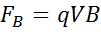 F_B = qVB